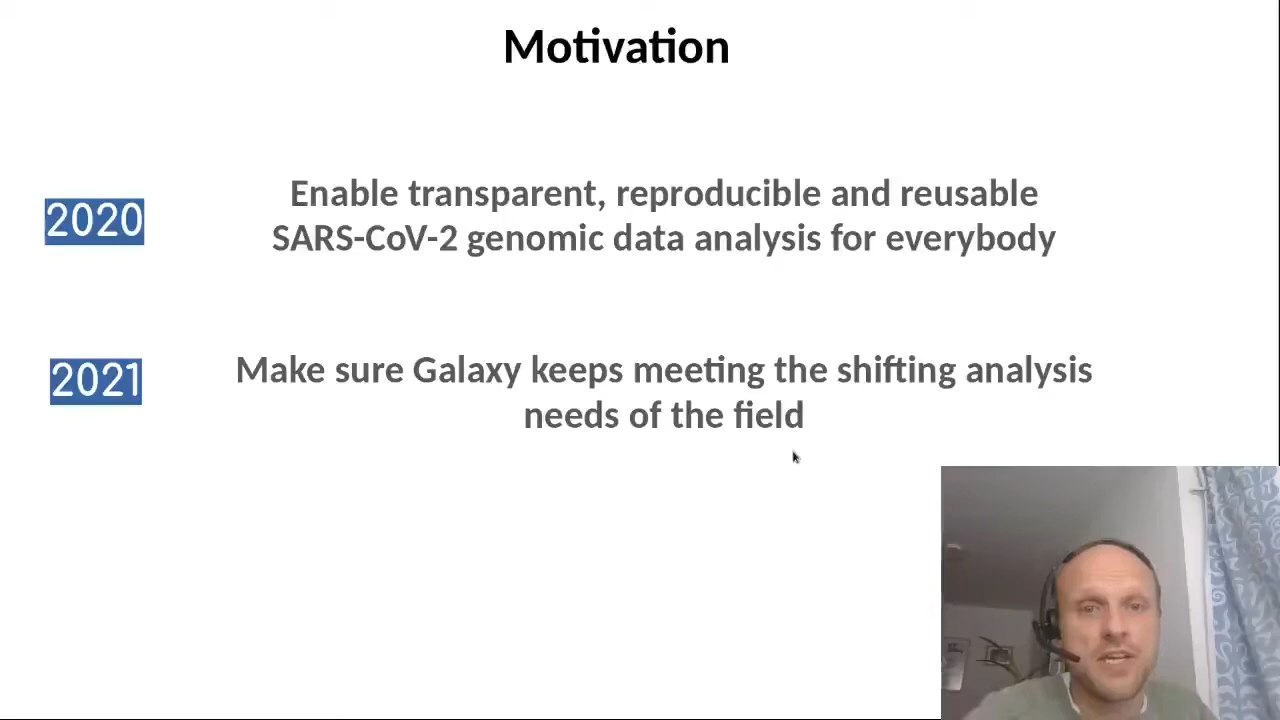 Motivation
2020
Enable transparent, reproducible and reusable
SARS-CoV-2 genomic data analysis for everybody
2021
Make sure Galaxy keeps meeting the shifting analysis
needs of the field